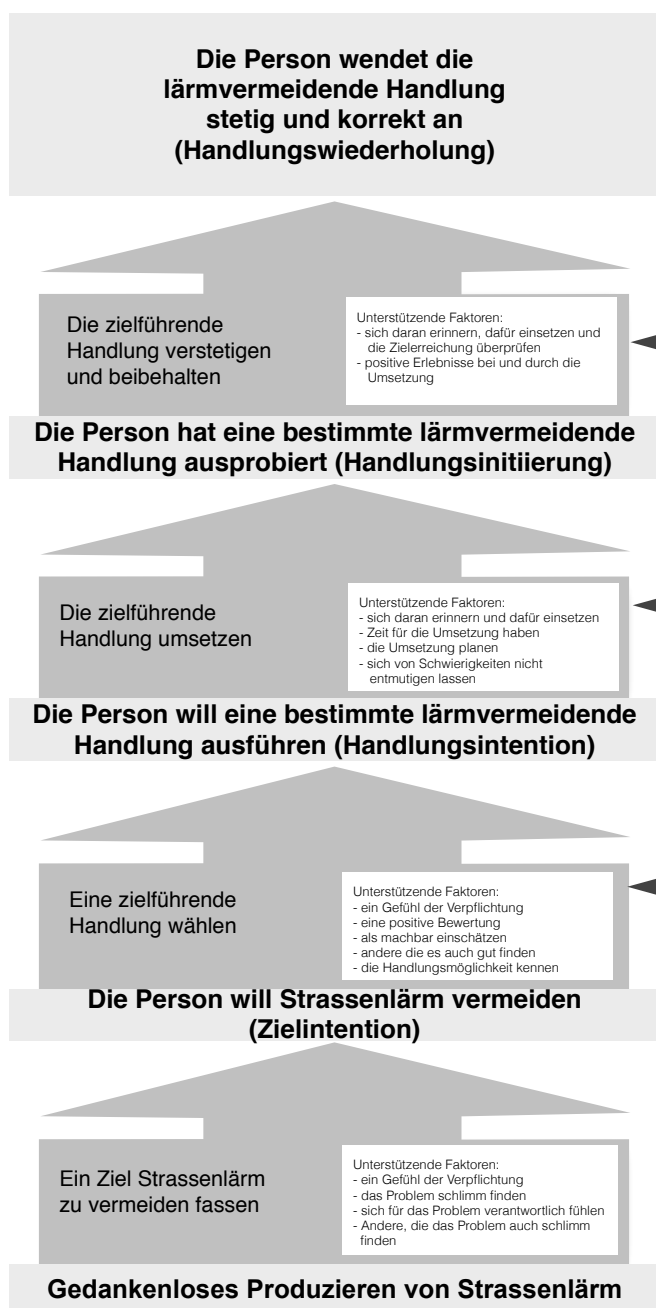 Die Person wendet die
lärmvermeidende Handlung
stetig und korrekt an
(Handlungswiederholung)
Die zielführende
Handlung verstetigen
und beibehalten
Unterstützende Faktoren:
- sich daran erinnern, dafür einsetzen und
die Zielerreichung überprüfen
- positive Erlebnisse bei und durch die
Umsetzung
Die Person hat eine bestimmte lärmvermeidende
Handlung ausprobiert (Handlungsinitiierung)
Die zielführende
Handlung umsetzen
Unterstützende Faktoren:
- sich daran erinnern und dafür einsetzen
- Zeit für die Umsetzung haben
- die Umsetzung planen
- sich von Schwierigkeiten nicht
entmutigen lassen
Die Person will eine bestimmte lärmvermeidende
Handlung ausführen (Handlungsintention)
Eine zielführende
Handlung wählen
Unterstützende Faktoren:
- ein Gefühl der Verpflichtung
- eine positive Bewertung
- als machbar einschätzen
- andere die es auch gut finden
- die Handlungsmöglichkeit kennen
Die Person will Strassenlärm vermeiden
(Zielintention)
Ein Ziel Strassenlärm
zu vermeiden fassen
Unterstützende Faktoren:
- ein Gefühl der Verpflichtung
- das Problem schlimm finden
- sich für das Problem verantwortlich fühlen
- Andere, die das Problem auch schlimm
finden
Gedankenloses Produzieren von Strassenlärm